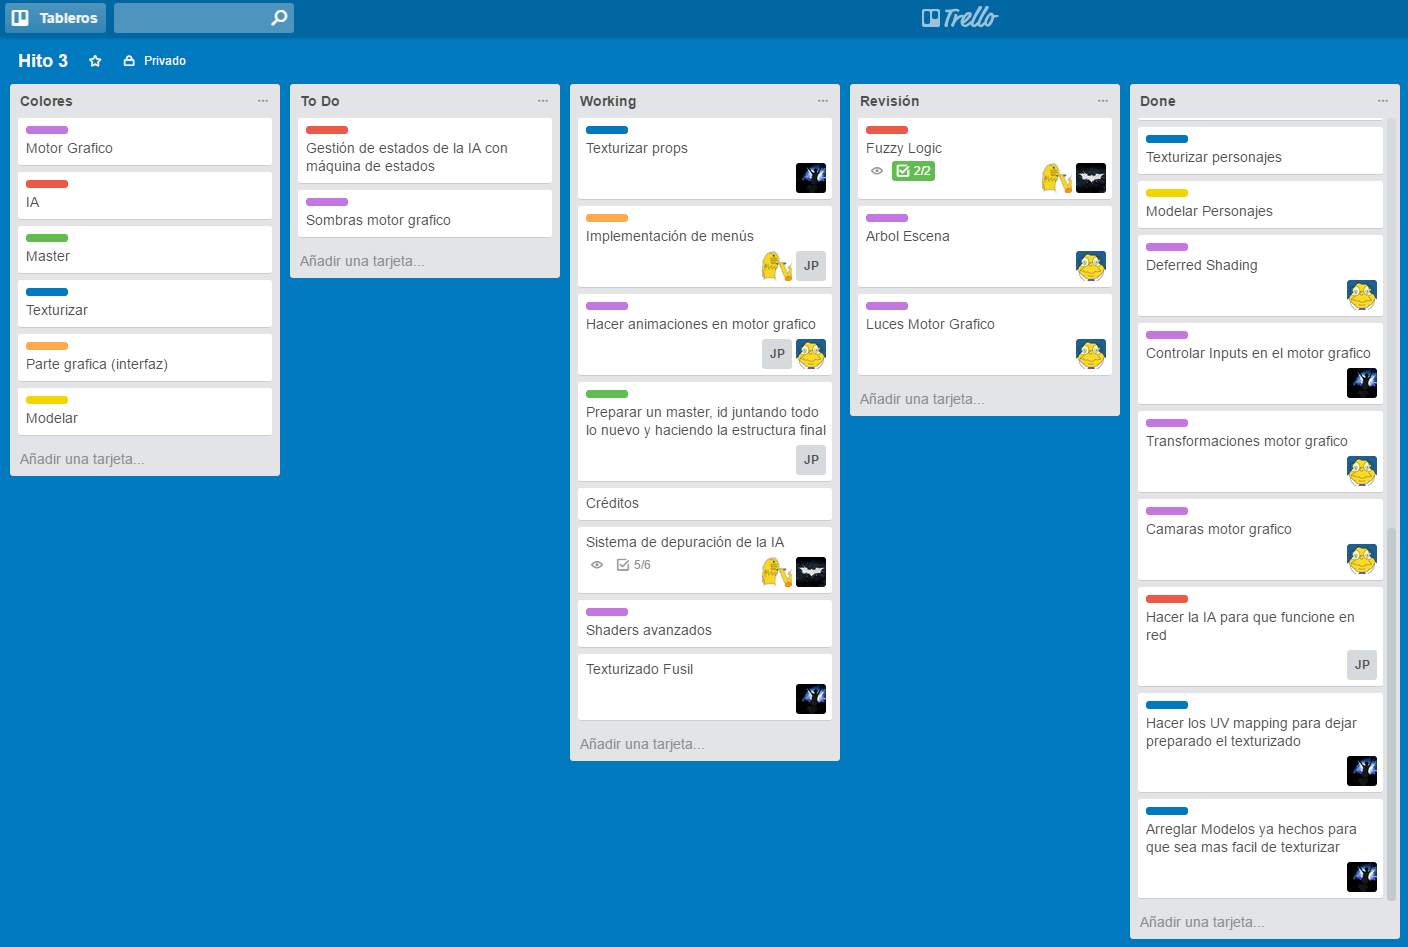 Tableros
Trello
Hito 3
Privado
Colores
Motor Grafico
IA
Master
Texturizar
Parte grafica (interfaz)
Modelar
Añadir una tarjeta...
To Do
Gestión de estados de la IA con
máquina de estados
Sombras motor grafico
Añadir una tarjeta...
Working
Texturizar props
Implementación de menús
JP
Hacer animaciones en motor grafico
JP
Preparar un master, id juntando todo
lo nuevo y haciendo la estructura final
JP
Créditos
Sistema de depuración de la IA
5/6
Shaders avanzados
Texturizado Fusil
Añadir una tarjeta...
Revisión
Fuzzy Logic
2/2
Arbol Escena
Luces Motor Grafico
Añadir una tarjeta...
Done
Texturizar personajes
Modelar Personajes
Deferred Shading
Controlar Inputs en el motor grafico
Transformaciones motor grafico
Camaras motor grafico
Hacer la IA para que funcione en
red
JP
Hacer los UV mapping para dejar
preparado el texturizado
Arreglar Modelos ya hechos para
que sea mas facil de texturizar
Añadir una tarjeta...